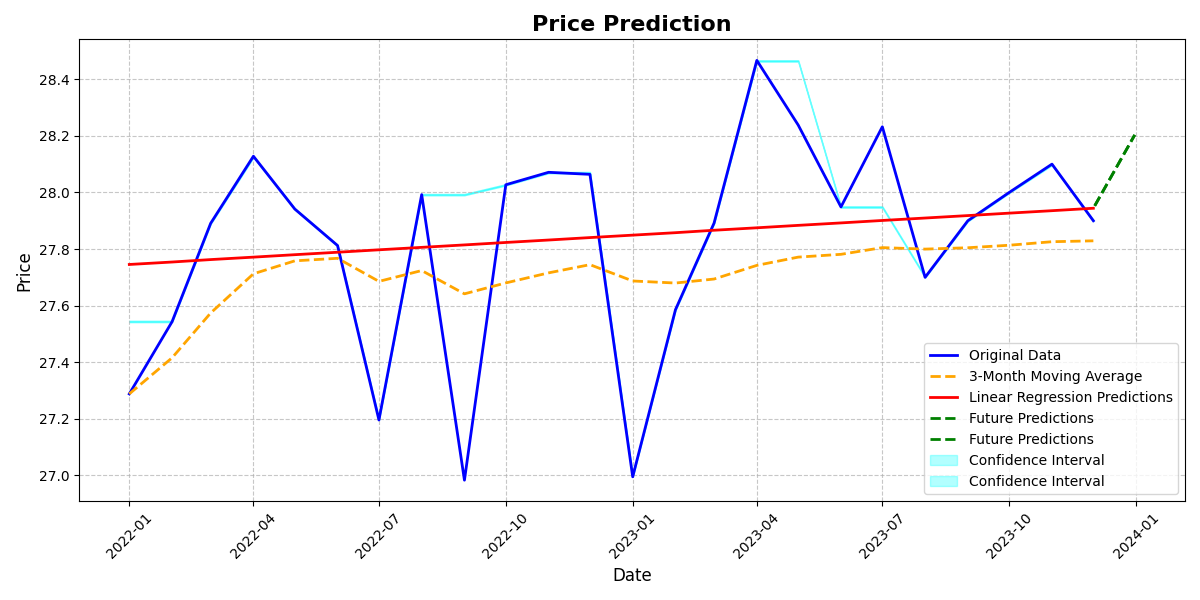 Price Prediction
Price
28.4
28.2
28.0
27.8
27.6
27.4
27.2
27.0
Original Data
3-Month Moving Average
Linear Regression Predictions
Future Predictions
Future Predictions
Confidence Interval
Confidence Interval
2022-01
2022-04
2022-07
2022-10
2023-01
2023-04
2023-07
2023-10
2024-01
Date